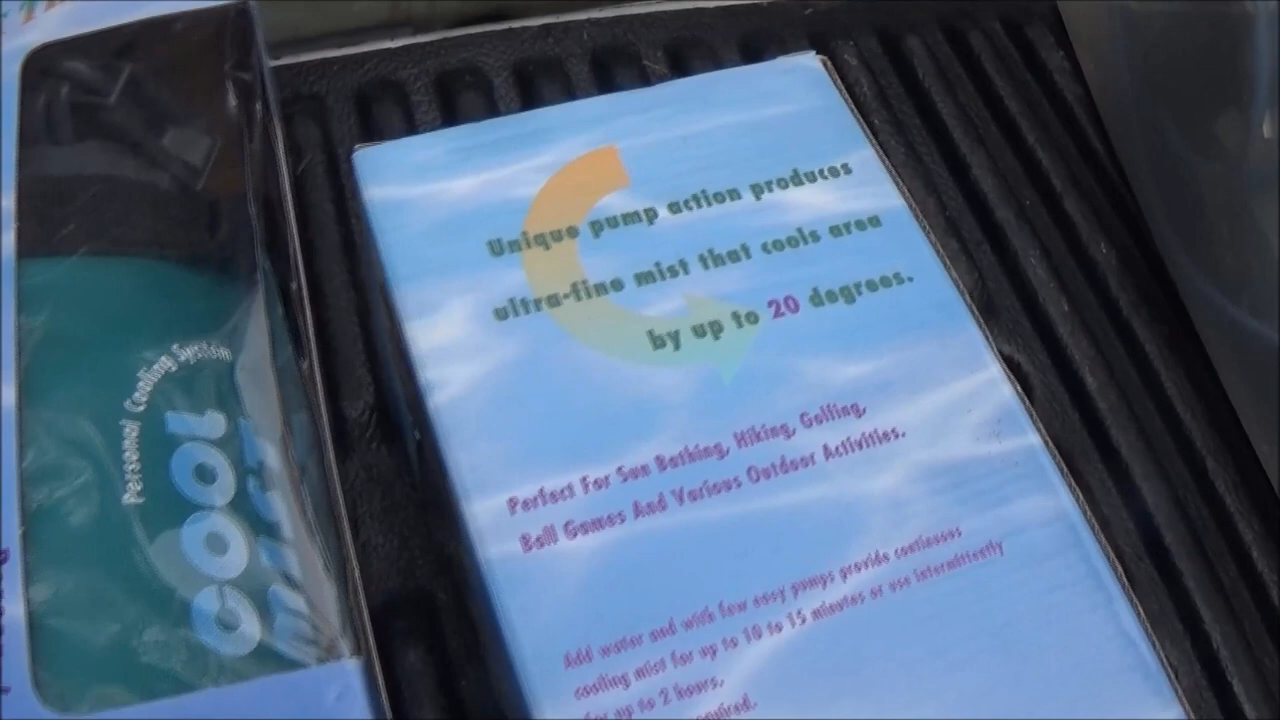 Personal Cooling System
COOL
MIST
Unique pump action produces
ultra-fine mist that cools area
by up to 20 degrees.
Perfect For Sun Bathing, Hiking, Golfing,
Ball Games And Various Outdoor Activities.
Add water and with few easy pumps provide continuous
cooling mist for up to 10 to 15 minutes or use intermittently
for up to 2 hours.